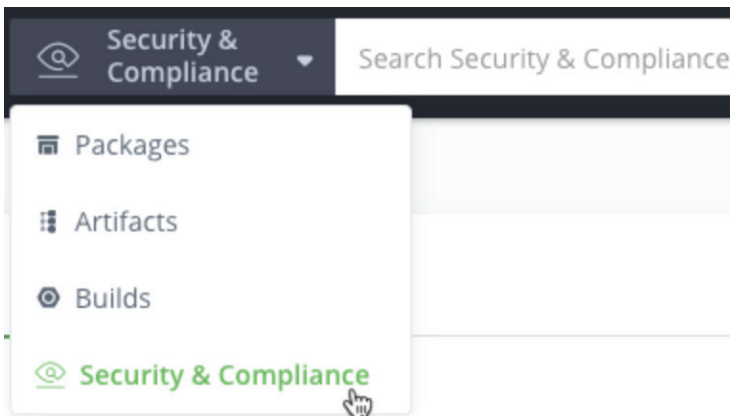 Security &
Compliance
Search Security & Compliance
Packages
Artifacts
Builds
Security & Compliance